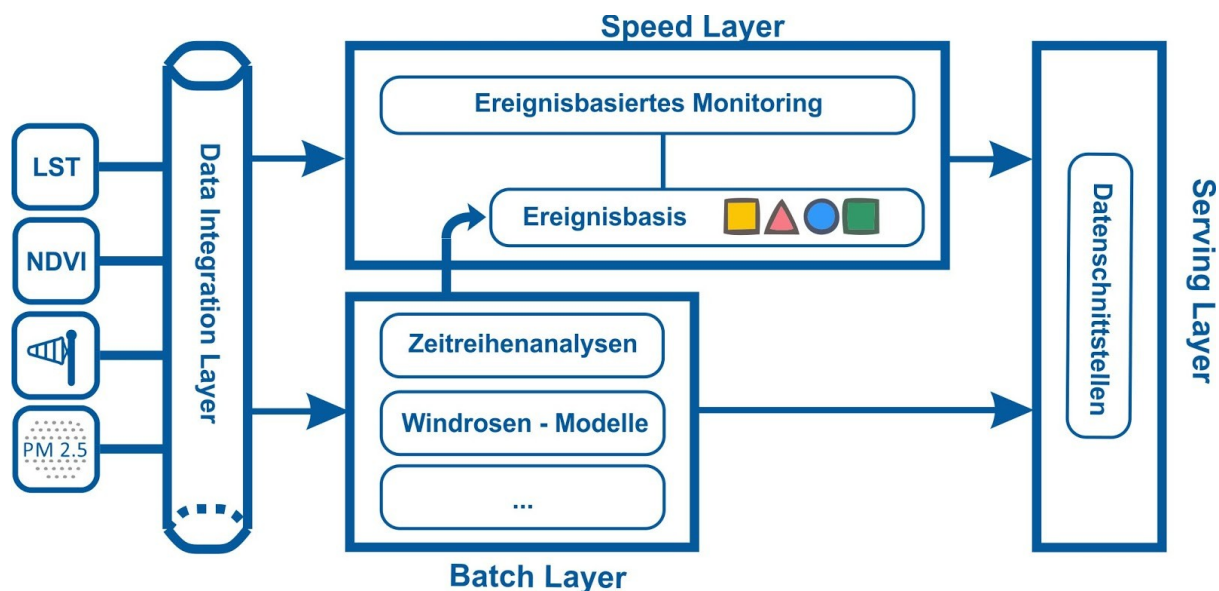 Speed Layer
Ereignisbasiertes Monitoring
Ereignisbasis
LST
NDVI
PM 2.5
Data Integration Layer
Zeitreihenanalysen
Windrosen - Modelle
...
Batch Layer
Datenschnittstellen
Serving Layer